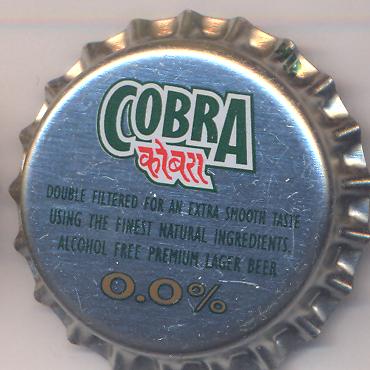 COBRA
कोबरा
DOUBLE FILTERED FOR AN EXTRA SMOOTH TASTE
USING THE FINEST NATURAL INGREDIENTS.
ALCOHOL FREE PREMIUM LAGER BEER
0.0%